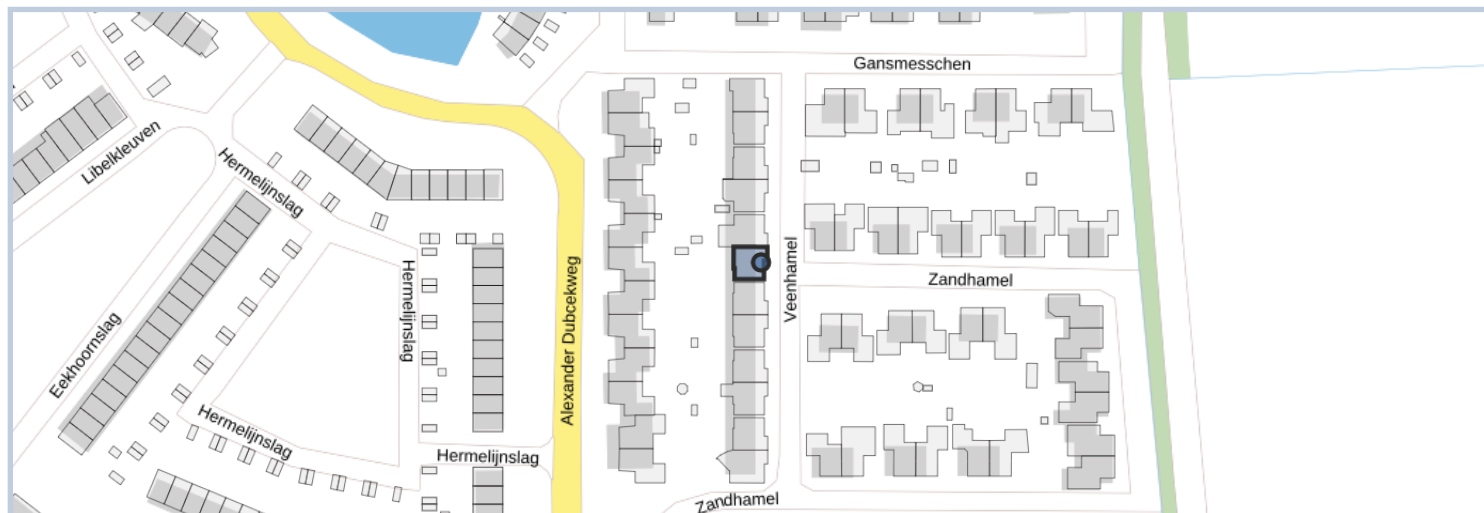 Gansmesschen
Libelkleuven
Hermelijnslag
Alexander Dubcekweg
Veenhamel
Hermelijnslag
Zandhamel
Eekhoornslag
Hermelijnslag
Hermelijnslag
Zandhamel